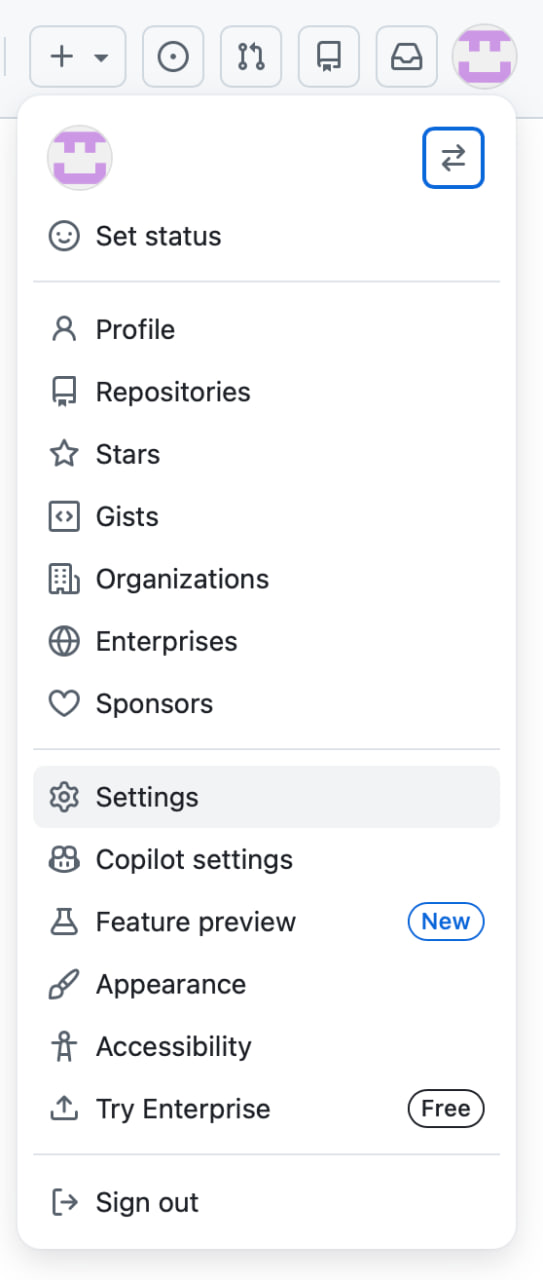 Set status
Profile
Repositories
Stars
Gists
Organizations
Enterprises
Sponsors
Settings
Copilot settings
Feature preview New
Appearance
Accessibility
Try Enterprise Free
Sign out